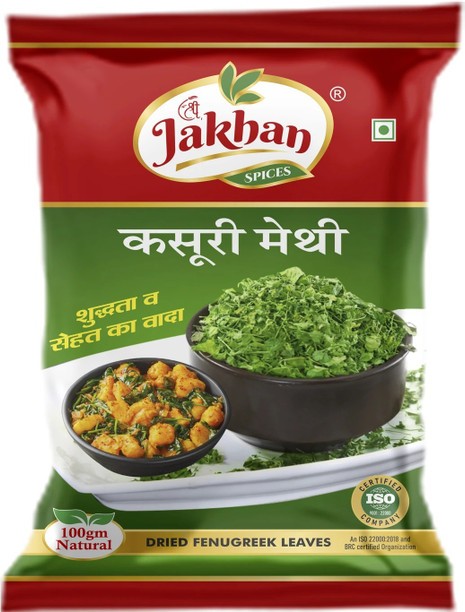 श्री
Jakhan
®
SPICES
कसूरी मेथी
शुद्धता व
सेहत का वादा
CERTIFIED
ISO
COMPANY
100gm
Natural
DRIED FENUGREEK LEAVES
An ISO 22000:2018 and
BRC certified Organization